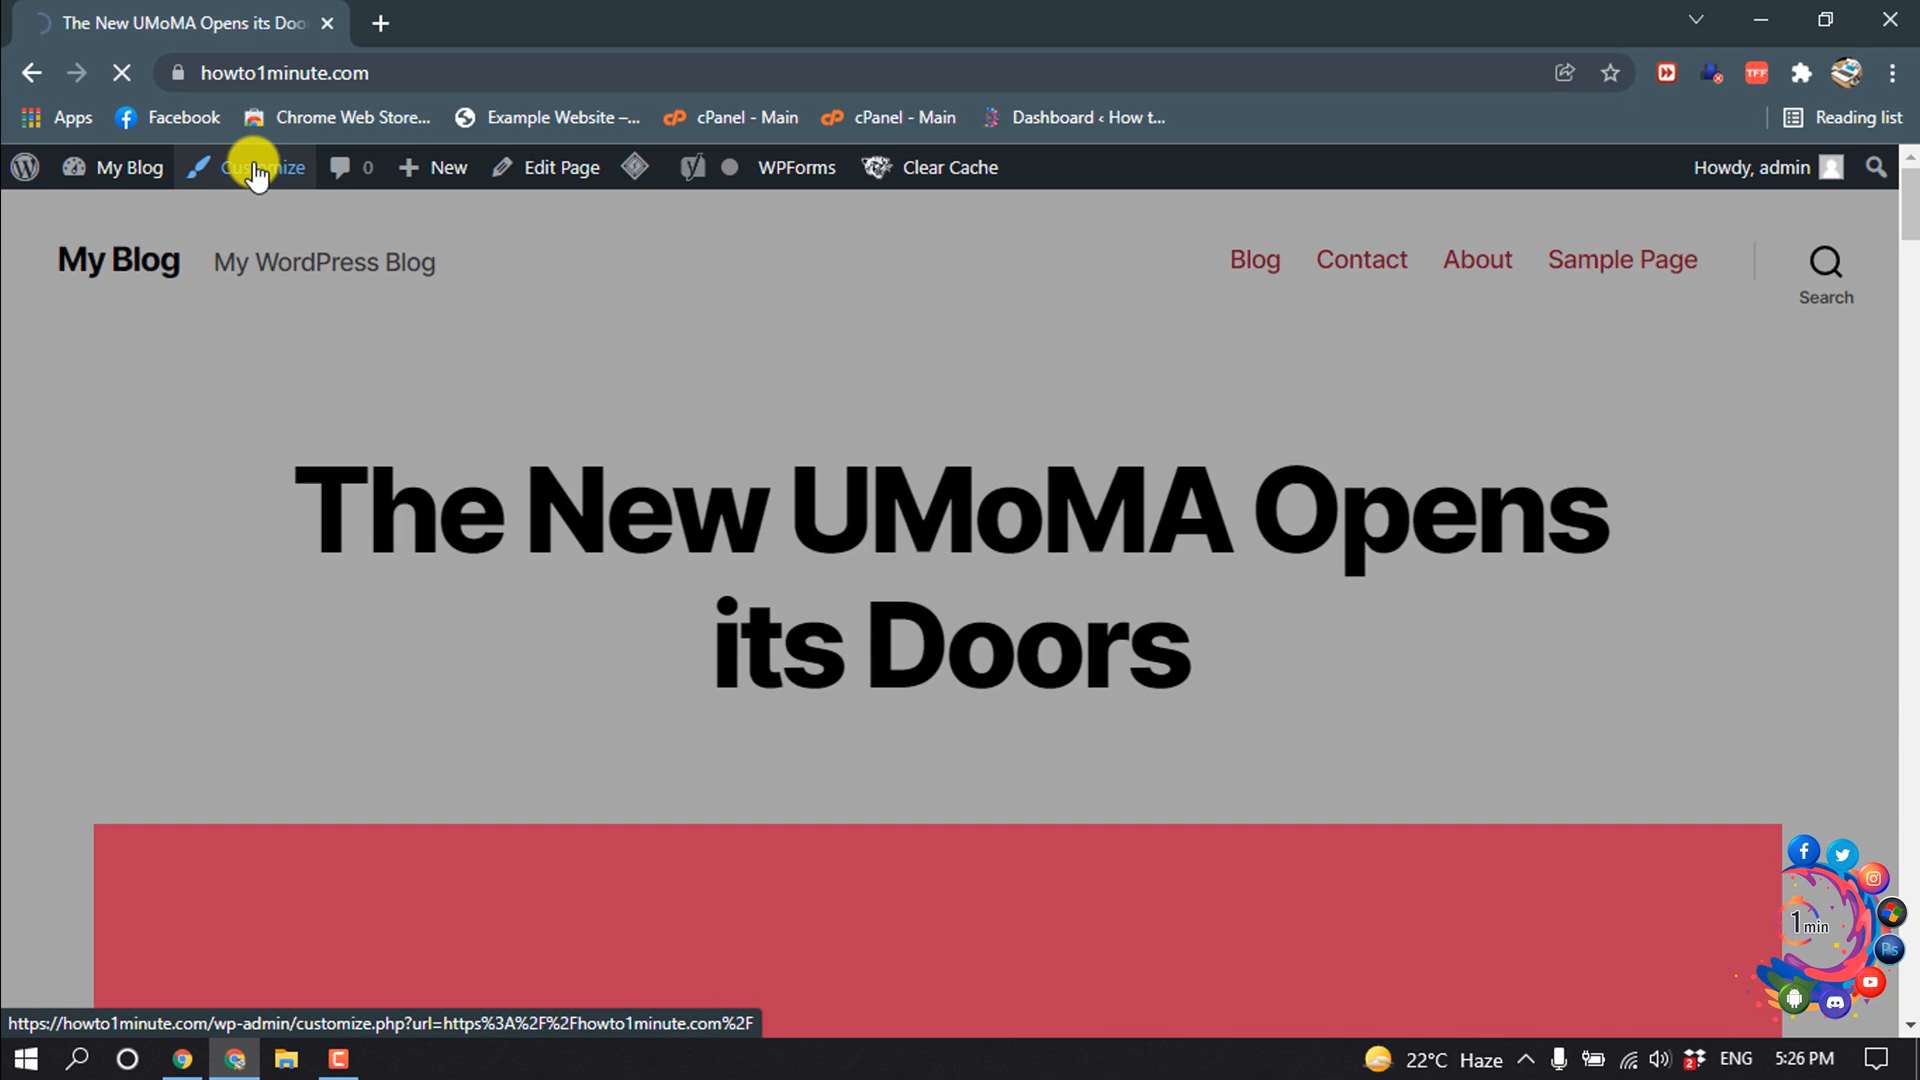 The New UMoMA Opens its Doo
howto1minute.com
Apps Facebook Chrome Web Store... Example Website –... cPanel - Main cPanel - Main Dashboard ‹ How t... Reading list
My Blog Customize 0 New Edit Page WPForms Clear Cache Howdy, admin
My Blog My WordPress Blog Blog Contact About Sample Page
Search
The New UMoMA Opens
its Doors
1 min
Ps
https://howto1minute.com/wp-admin/customize.php?url=https%3A%2F%2Fhowto1minute.com%2F
22°C Haze 2 ENG 5:26 PM